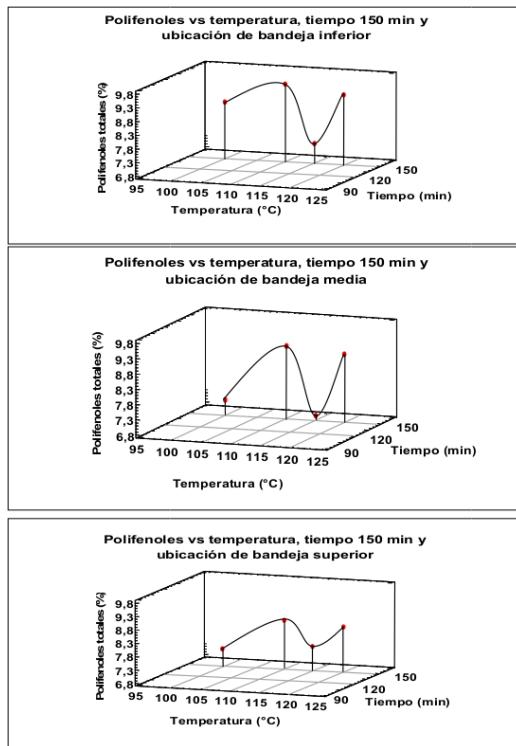 Polifenoles vs temperatura, tiempo 150 min y
ubicación de bandeja inferior
Polifenoles totales (%)
9,8
9,3
8,8
8,3
7,8
7,3
6,8
95 100 105 110 115 120 125
Temperatura (°C)
90 120 150
Tiempo (min)
Polifenoles vs temperatura, tiempo 150 min y
ubicación de bandeja media
Polifenoles totales (%)
9,8
9,3
8,8
8,3
7,8
7,3
6,8
95 100 105 110 115 120 125
Temperatura (°C)
90 120 150
Tiempo (min)
Polifenoles vs temperatura, tiempo 150 min y
ubicación de bandeja superior
Polifenoles totales (%)
9,8
9,3
8,8
8,3
7,8
7,3
6,8
95 100 105 110 115 120 125
Temperatura (°C)
90 120 150
Tiempo (min)